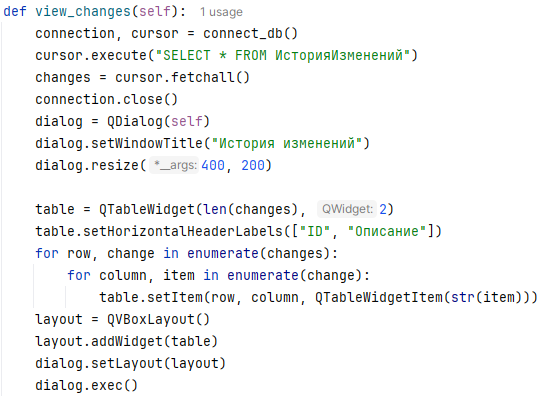 def view_changes(self): 1 usage
    connection, cursor = connect_db()
    cursor.execute("SELECT * FROM ИсторияИзменений")
    changes = cursor.fetchall()
    connection.close()
    dialog = QDialog(self)
    dialog.setWindowTitle("История изменений")
    dialog.resize( *__args: 400, 200)
    table = QTableWidget(len(changes), QWidget: 2)
    table.setHorizontalHeaderLabels(["ID", "Описание"])
    for row, change in enumerate(changes):
        for column, item in enumerate(change):
            table.setItem(row, column, QTableWidgetItem(str(item)))
    layout = QVBoxLayout()
    layout.addWidget(table)
    dialog.setLayout(layout)
    dialog.exec()